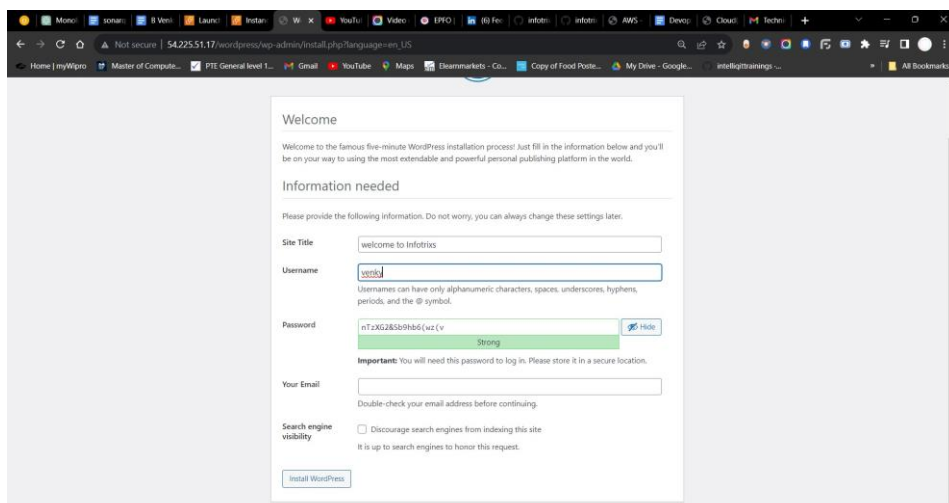 Monol
sonarq
B Venk
Launcl
Instanc
W
YouTul
Video
EPFO |
(6) Fee
infotri
infotri
AWS -
Devop
Cloud
Techni
Not secure | 54.225.51.17/wordpress/wp-admin/install.php?language=en_US
Home | myWipro
Master of Compute...
PTE General level 1...
Gmail
YouTube
Maps
Elearnmarkets - Co...
Copy of Food Poste...
My Drive - Google...
intelliqittrainings -...
All Bookmarks
Welcome
Welcome to the famous five-minute WordPress installation process! Just fill in the information below and you'll
be on your way to using the most extendable and powerful personal publishing platform in the world.
Information needed
Please provide the following information. Do not worry, you can always change these settings later.
Site Title
welcome to Infotrixs
Username
venky
Usernames can have only alphanumeric characters, spaces, underscores, hyphens,
periods, and the @ symbol.
Password
nTzXG2&Sb9hb6(wz(v
Hide
Strong
Important: You will need this password to log in. Please store it in a secure location.
Your Email
Double-check your email address before continuing.
Search engine
visibility
Discourage search engines from indexing this site
It is up to search engines to honor this request.
Install WordPress